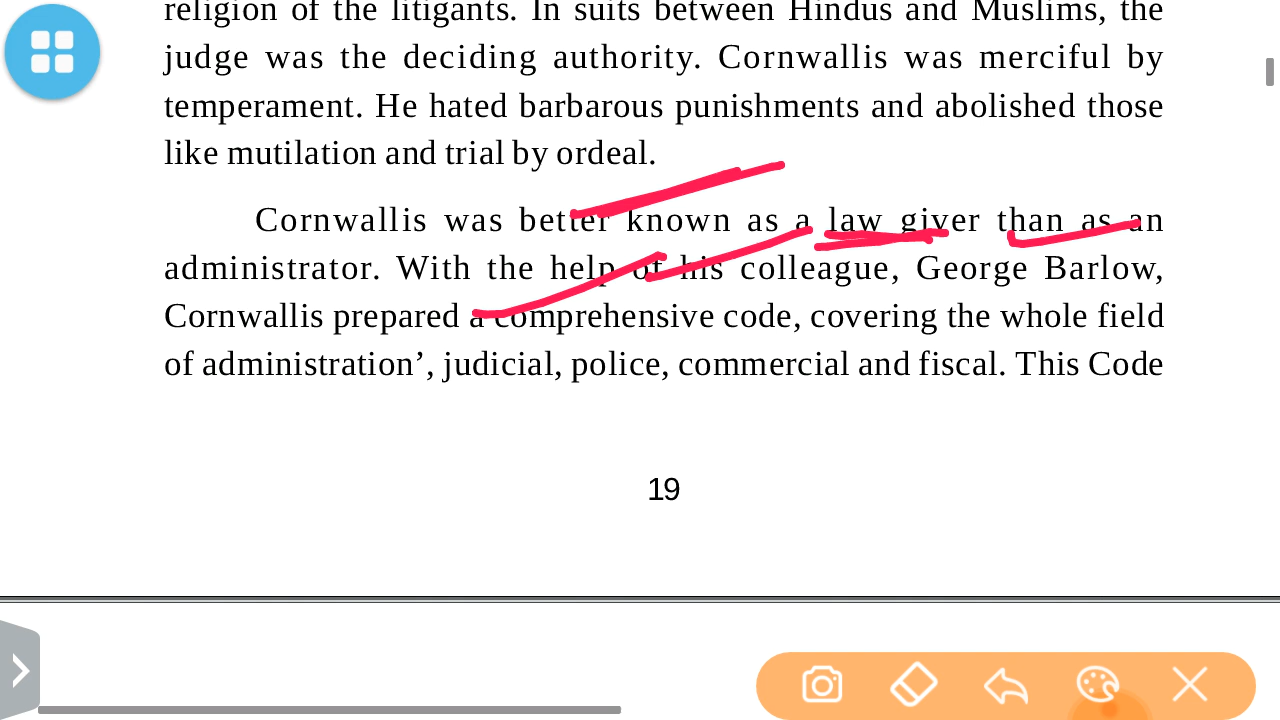 religion of the litigants. In suits between Hindus and Muslims, the
judge was the deciding authority. Cornwallis was merciful by
temperament. He hated barbarous punishments and abolished those
like mutilation and trial by ordeal.
Cornwallis was better known as a law giver than as an
administrator. With the help of his colleague, George Barlow,
Cornwallis prepared a comprehensive code, covering the whole field
of administration’, judicial, police, commercial and fiscal. This Code
19